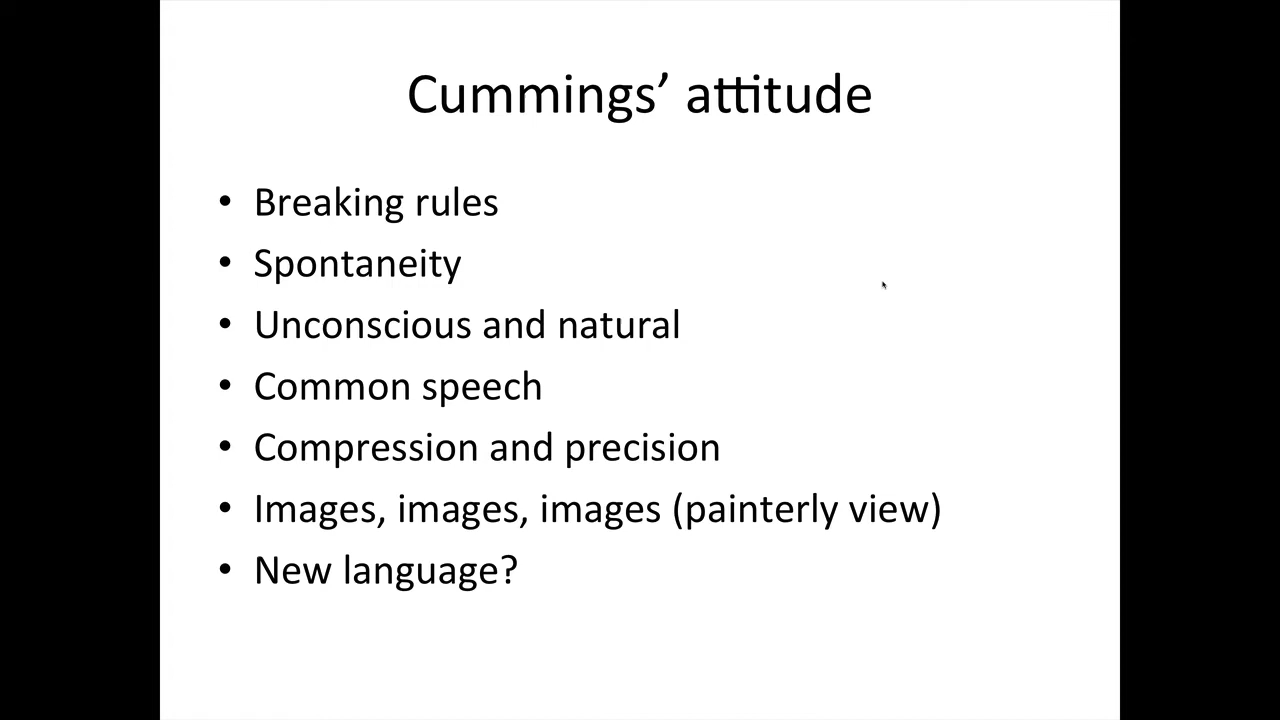 Cummings’ attitude
• Breaking rules
• Spontaneity
• Unconscious and natural
• Common speech
• Compression and precision
• Images, images, images (painterly view)
• New language?